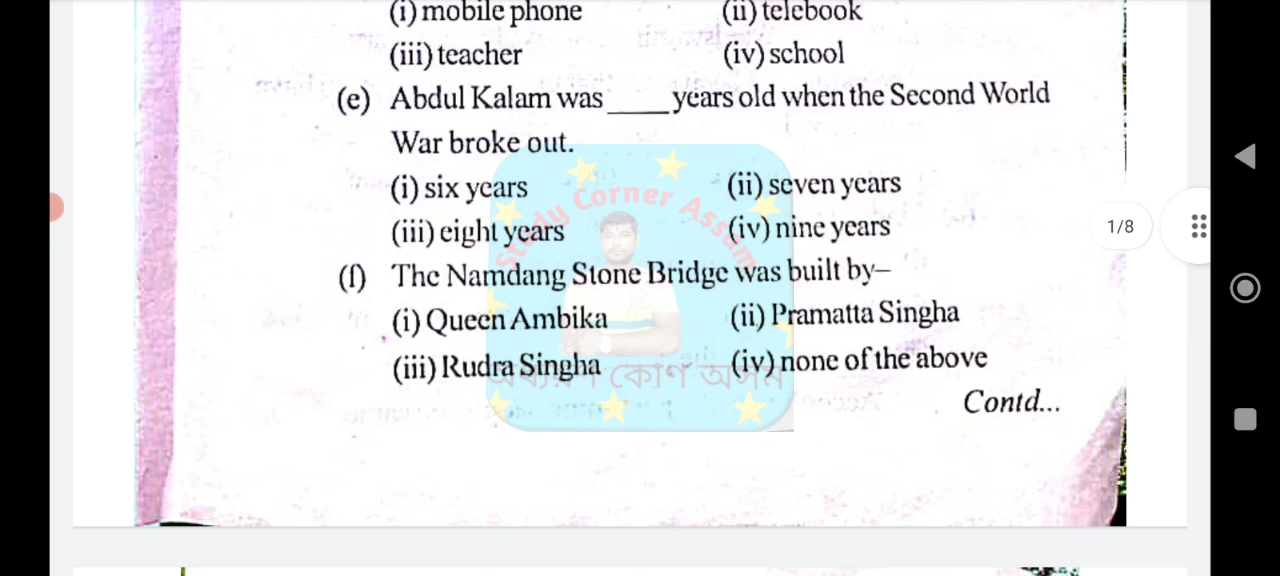 (i) mobile phone (ii) telebook
(iii) teacher (iv) school
(e) Abdul Kalam was ____ years old when the Second World
War broke out.
(i) six years (ii) seven years
(iii) eight years (iv) nine years
Study Corner Assam
(f) The Namdang Stone Bridge was built by–
(i) Queen Ambika (ii) Pramatta Singha
(iii) Rudra Singha (iv) none of the above
কোণ অসম
Contd...
1/8